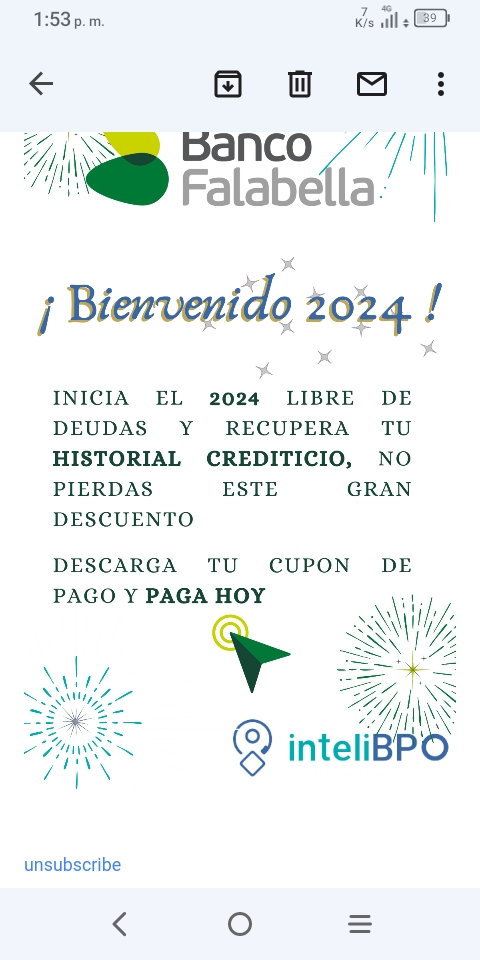 1:53 p. m.
7
K/s
4G
39
Banco
Falabella
¡ Bienvenido 2024 !
INICIA EL 2024 LIBRE DE
DEUDAS Y RECUPERA TU
HISTORIAL CREDITICIO, NO
PIERDAS ESTE GRAN
DESCUENTO
DESCARGA TU CUPON DE
PAGO Y PAGA HOY
inteliBPO
unsubscribe